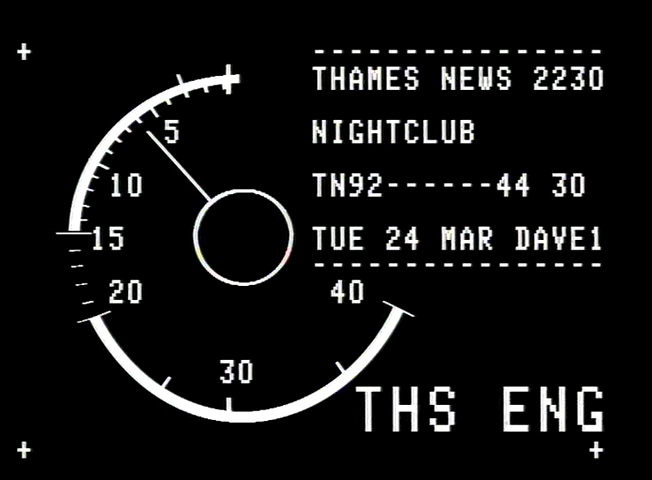 ----------------
THAMES NEWS 2230
NIGHTCLUB
TN92------44 30
TUE 24 MAR DAVE1
----------------
5
10
15
20
30
40
THS ENG